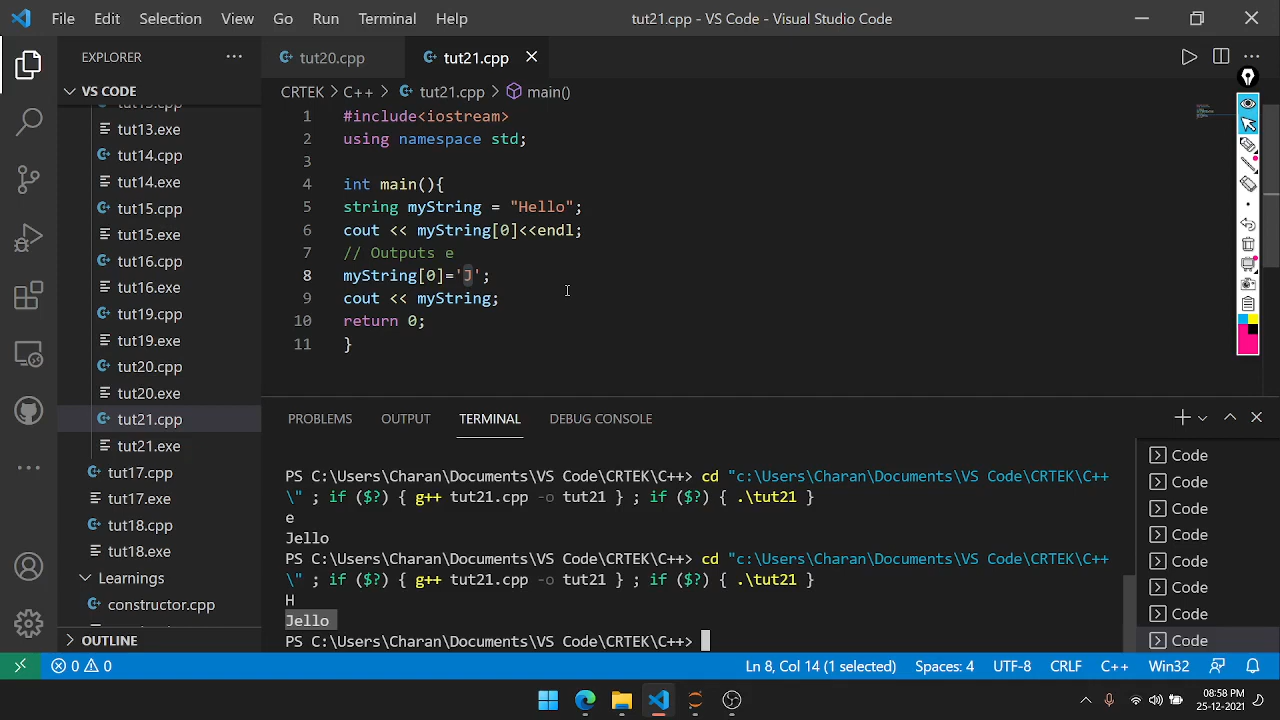 File Edit Selection View Go Run Terminal Help tut21.cpp - VS Code - Visual Studio Code
EXPLORER
VS CODE
tut13.exe
tut14.cpp
tut14.exe
tut15.cpp
tut15.exe
tut16.cpp
tut16.exe
tut19.cpp
tut19.exe
tut20.cpp
tut20.exe
tut21.cpp
tut21.exe
tut17.cpp
tut17.exe
tut18.cpp
tut18.exe
Learnings
constructor.cpp
OUTLINE
tut20.cpp tut21.cpp
CRTEK > C++ > tut21.cpp > main()
1 #include<iostream>
2 using namespace std;
3
4 int main(){
5 string myString = "Hello";
6 cout << myString[0]<<endl;
7 // Outputs e
8 myString[0]='J';
9 cout << myString;
10 return 0;
11 }
PROBLEMS OUTPUT TERMINAL DEBUG CONSOLE
PS C:\Users\Charan\Documents\VS Code\CRTEK\C++> cd "c:\Users\Charan\Documents\VS Code\CRTEK\C++
\" ; if ($?) { g++ tut21.cpp -o tut21 } ; if ($?) { .\tut21 }
e
Jello
PS C:\Users\Charan\Documents\VS Code\CRTEK\C++> cd "c:\Users\Charan\Documents\VS Code\CRTEK\C++
\" ; if ($?) { g++ tut21.cpp -o tut21 } ; if ($?) { .\tut21 }
H
Jello
PS C:\Users\Charan\Documents\VS Code\CRTEK\C++>
Code
Code
Code
Code
Code
Code
Code
Code
0 0 Ln 8, Col 14 (1 selected) Spaces: 4 UTF-8 CRLF C++ Win32
08:58 PM
25-12-2021